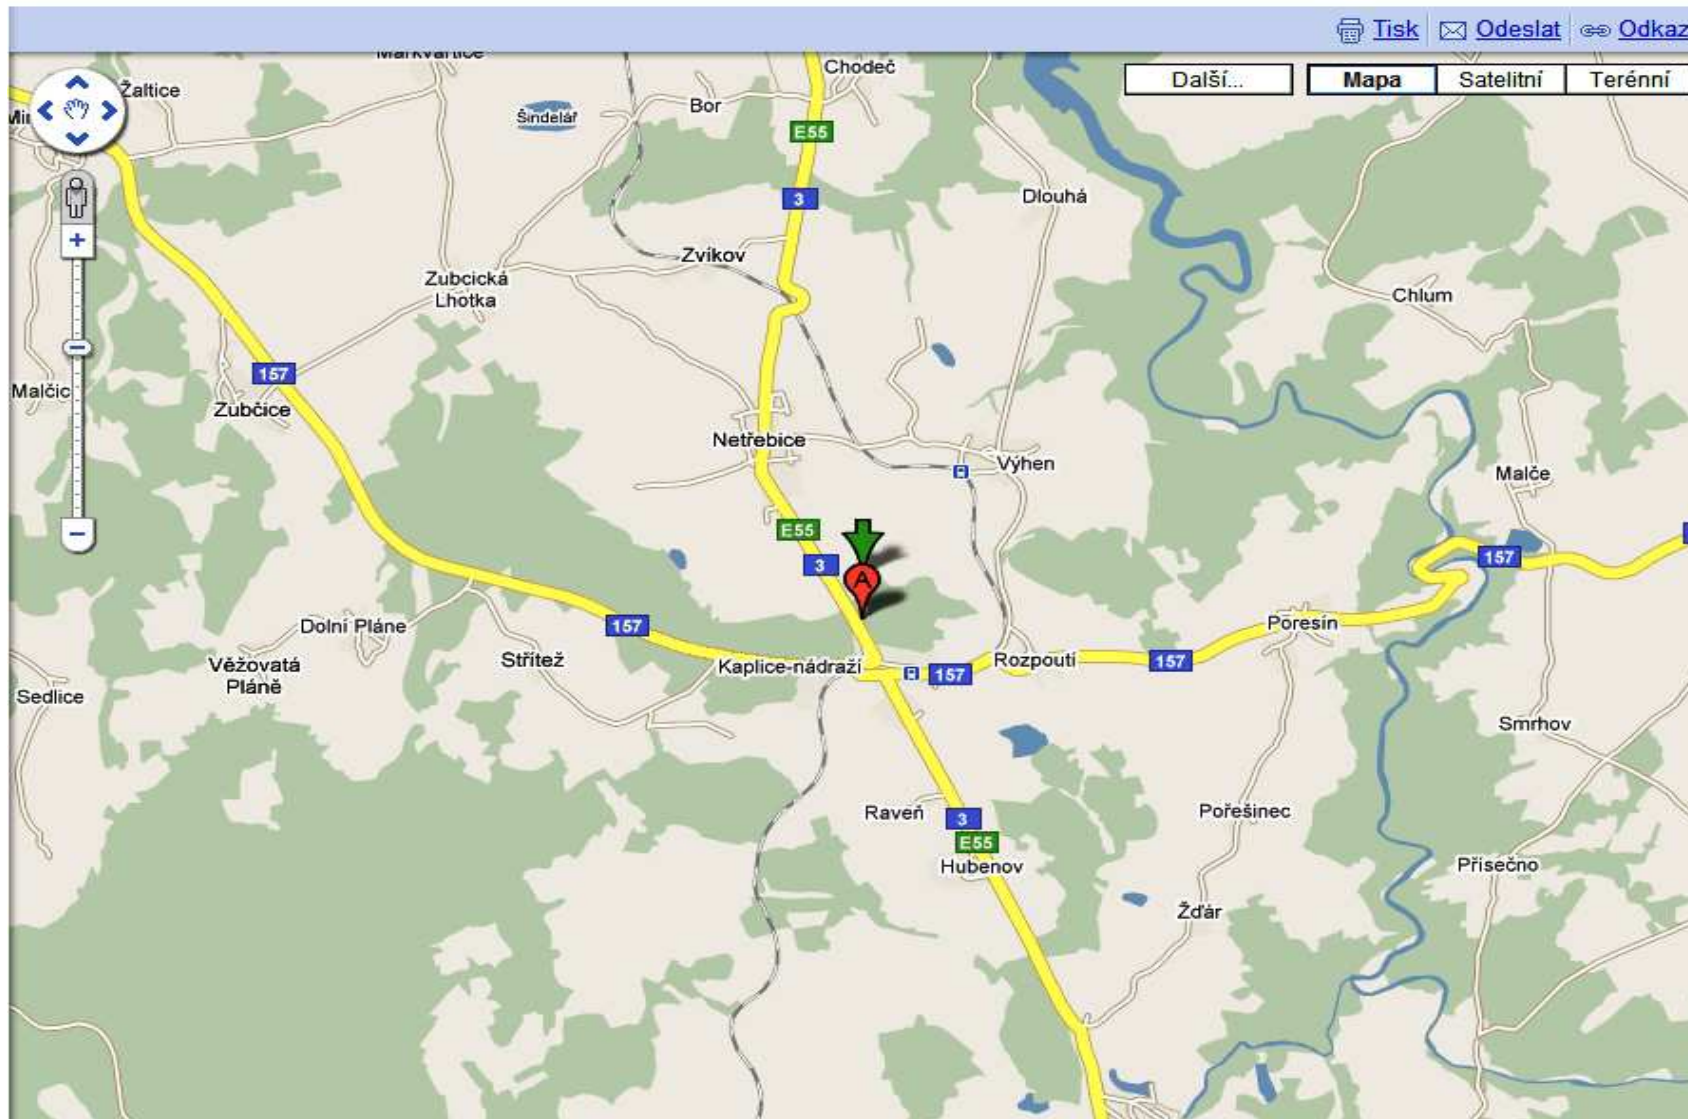 Tisk Odeslat Odkaz
Markvartice
Chodeč
Další... Mapa Satelitní Terénní
Žaltice
Bor
Šindelář
E55
3
Dlouhá
Zvíkov
Zubcická
Lhotka
Chlum
157
Malčic
Zubčice
Netřebice
Výhen
Malče
E55
3
A
157
157
Dolní Pláne
Střítež
Kaplice-nádraží
157
Rozpoutí
157
Pořesín
Věžovatá
Pláně
Sedlice
Smrhov
Raveň
3
E55
Hubenov
Pořešinec
Přísečno
Žďár